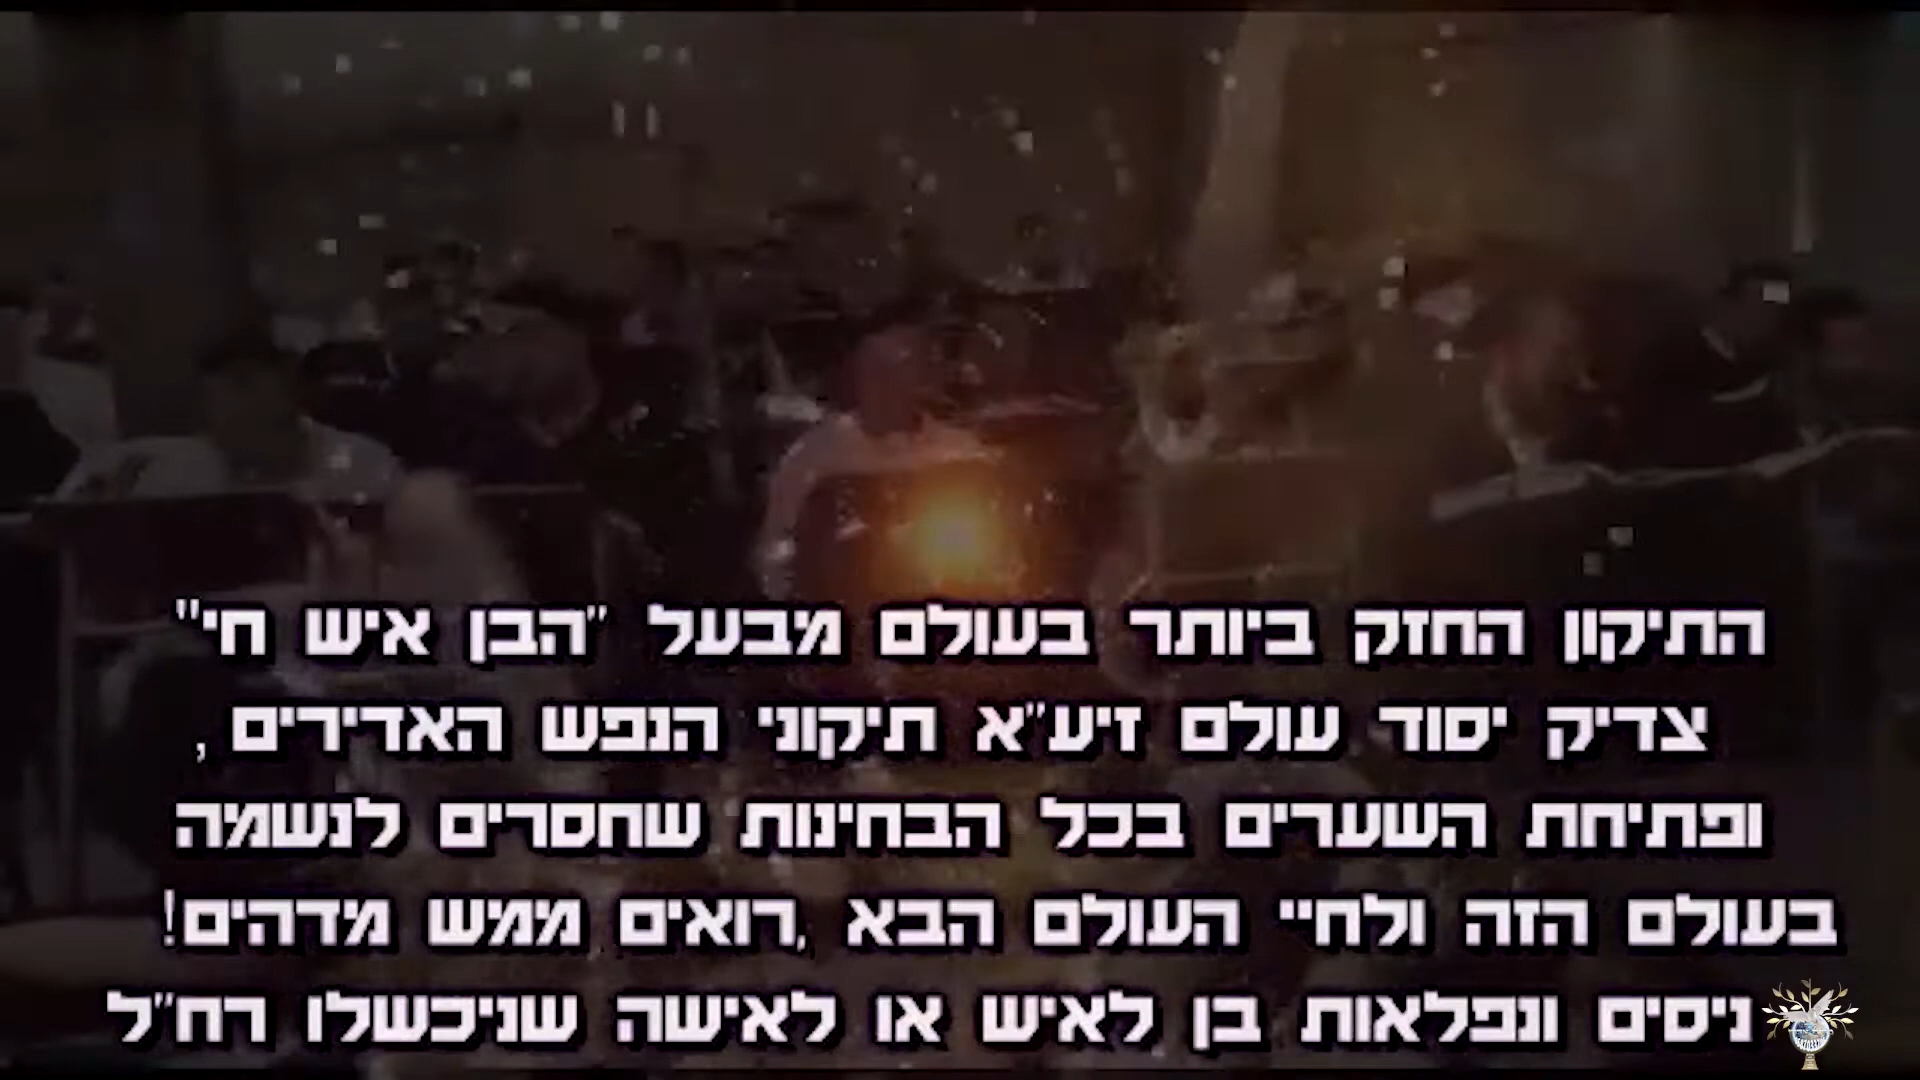 התיקון החזק ביותר בעולם מבעל "הבן איש חי"
צדיק יסוד עולם זיע"א תיקוני הנפש האדירים ,
ופתיחת השערים בכל הבחינות שחסרים לנשמה
בעולם הזה ולחיי העולם הבא ,רואים ממש מדהים!
ניסים ונפלאות בן לאיש או לאישה שניכשלו רח"ל